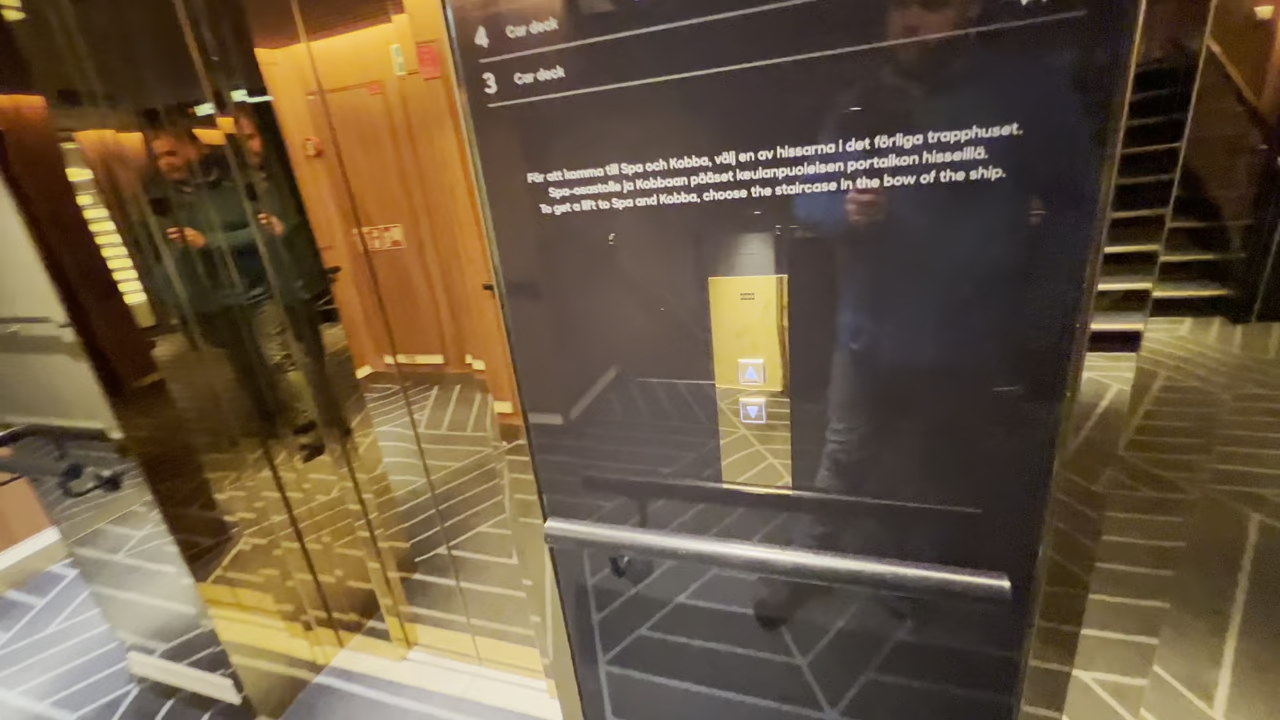 4 Car deck
3 Car deck
För att komma till Spa och Kobba, välj en av hissarna i det förliga trapphuset.
Spa-osastolle ja Kobbaan pääset keulanpuoleisen portaikon hisseillä.
To get a lift to Spa and Kobba, choose the staircase in the bow of the ship.